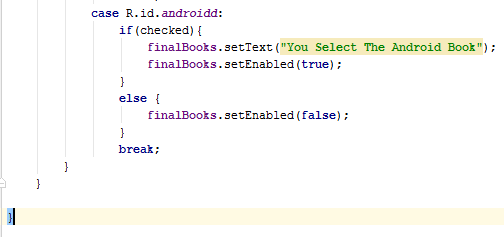 case R.id.androidd:
if(checked){
finalBooks.setText("You Select The Android Book");
finalBooks.setEnabled(true);
}
else {
finalBooks.setEnabled(false);
}
break;
}
}
}